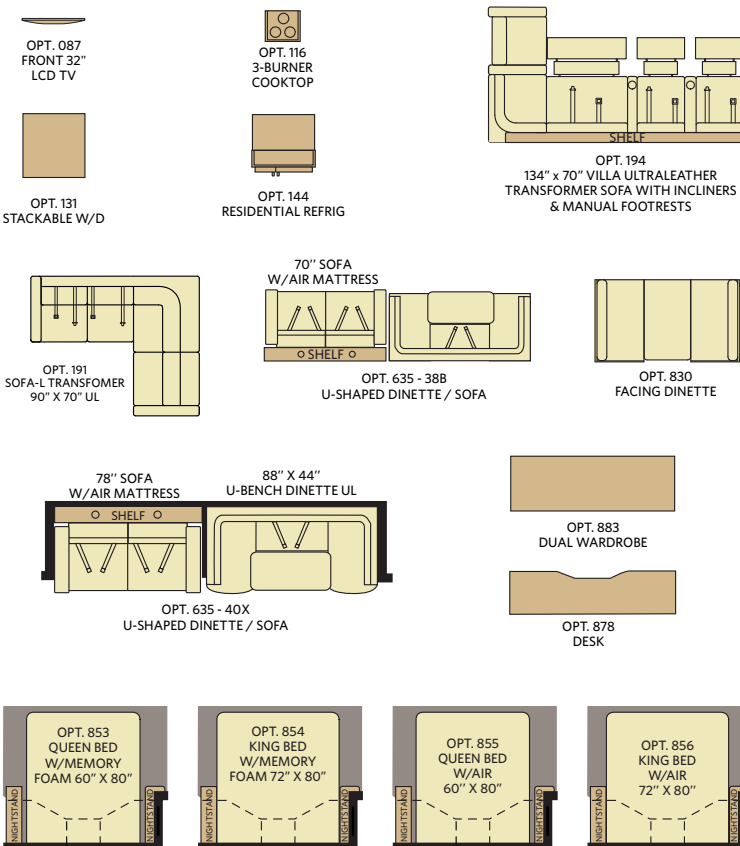 OPT. 087
FRONT 32"
LCD TV
OPT. 116
3-BURNER
COOKTOP
SHELF
OPT. 194
134" x 70" VILLA ULTRALEATHER
TRANSFORMER SOFA WITH INCLINERS
& MANUAL FOOTRESTS
OPT. 131
STACKABLE W/D
OPT. 144
RESIDENTIAL REFRIG
OPT. 191
SOFA-L TRANSFOMER
90" X 70" UL
70" SOFA
W/AIR MATTRESS
SHELF
OPT. 635 - 38B
U-SHAPED DINETTE / SOFA
OPT. 830
FACING DINETTE
78" SOFA
W/AIR MATTRESS
88" X 44"
U-BENCH DINETTE UL
SHELF
OPT. 635 - 40X
U-SHAPED DINETTE / SOFA
OPT. 883
DUAL WARDROBE
OPT. 878
DESK
OPT. 853
QUEEN BED
W/MEMORY
FOAM 60" X 80"
NIGHTSTAND
NIGHTSTAND
OPT. 854
KING BED
W/MEMORY
FOAM 72" X 80"
NIGHTSTAND
NIGHTSTAND
OPT. 855
QUEEN BED
W/AIR
60" X 80"
NIGHTSTAND
NIGHTSTAND
OPT. 856
KING BED
W/AIR
72" X 80"
NIGHTSTAND
NIGHTSTAND